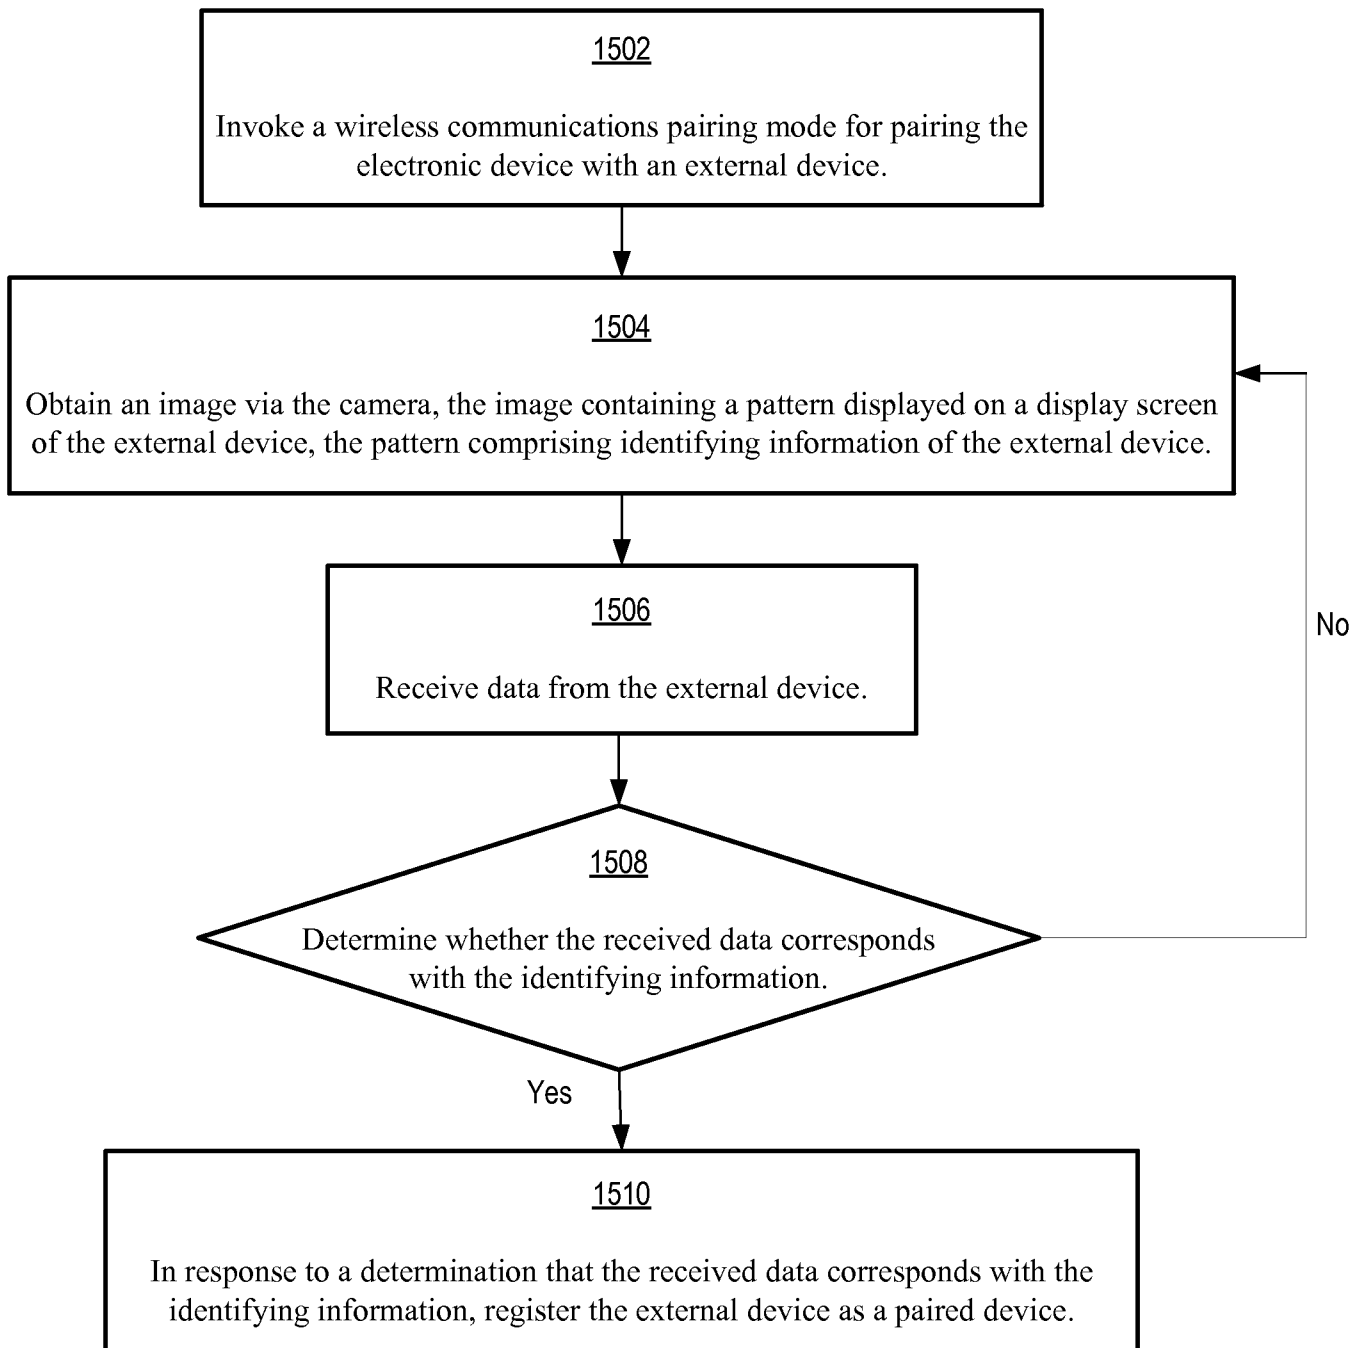 1502
Invoke a wireless communications pairing mode for pairing the
electronic device with an external device.
1504
Obtain an image via the camera, the image containing a pattern displayed on a display screen
of the external device, the pattern comprising identifying information of the external device.
1506
Receive data from the external device.
No
1508
Determine whether the received data corresponds
with the identifying information.
Yes
1510
In response to a determination that the received data corresponds with the
identifying information, register the external device as a paired device.